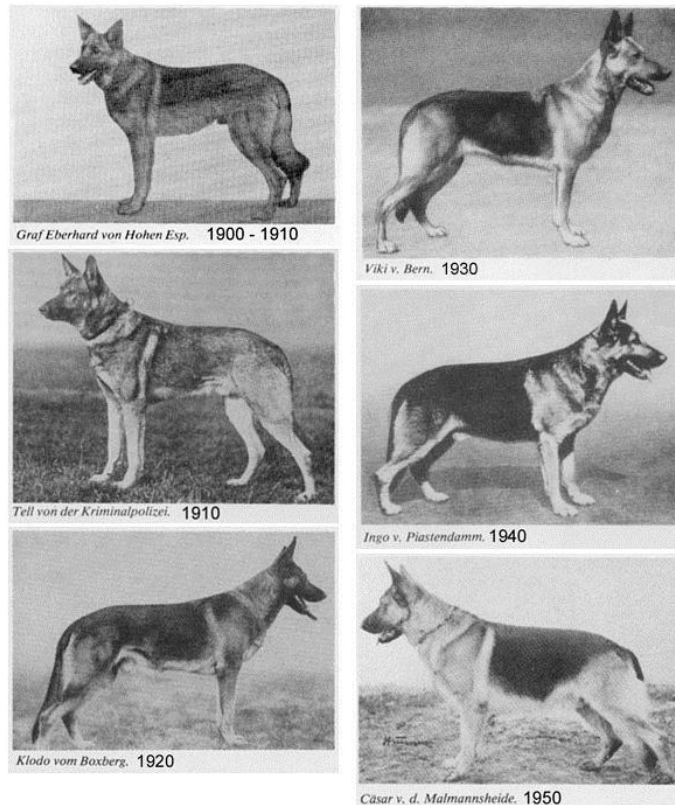 Graf Eberhard von Hohen Esp. 1900 - 1910
Tell von der Kriminalpolizei. 1910
Klodo vom Boxberg. 1920
Viki v. Bern. 1930
Ingo v. Piastendamm. 1940
Cäsar v. d. Malmannsheide. 1950